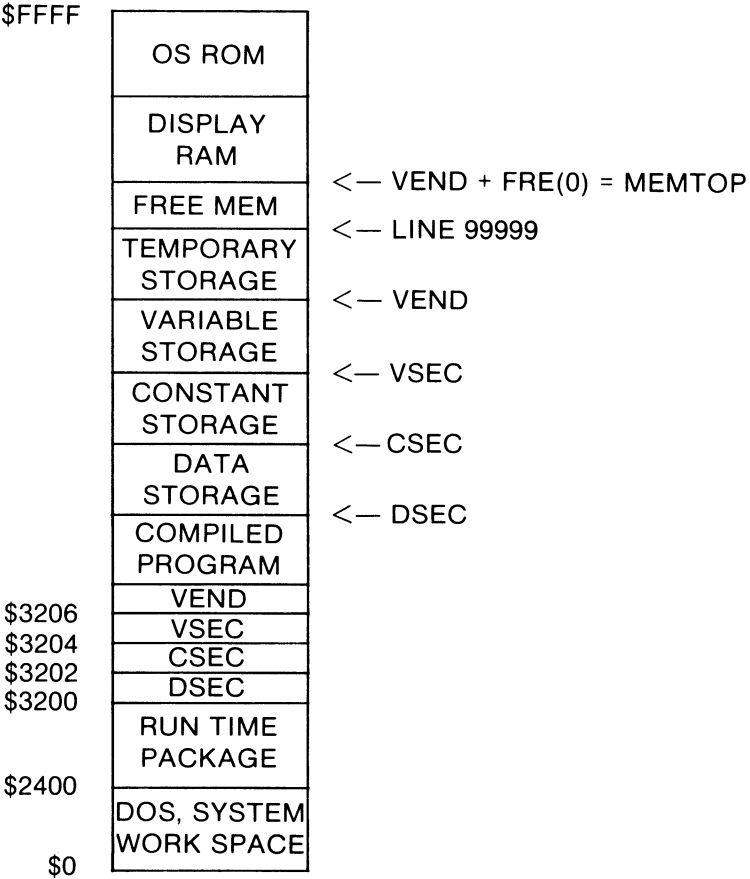 $FFFF
OS ROM
DISPLAY
RAM
<— VEND + FRE(0) = MEMTOP
FREE MEM
<— LINE 99999
TEMPORARY
STORAGE
<— VEND
VARIABLE
STORAGE
<— VSEC
CONSTANT
STORAGE
<— CSEC
DATA
STORAGE
<— DSEC
COMPILED
PROGRAM
VEND
$3206
VSEC
$3204
CSEC
$3202
DSEC
$3200
RUN TIME
PACKAGE
$2400
DOS, SYSTEM
WORK SPACE
$0